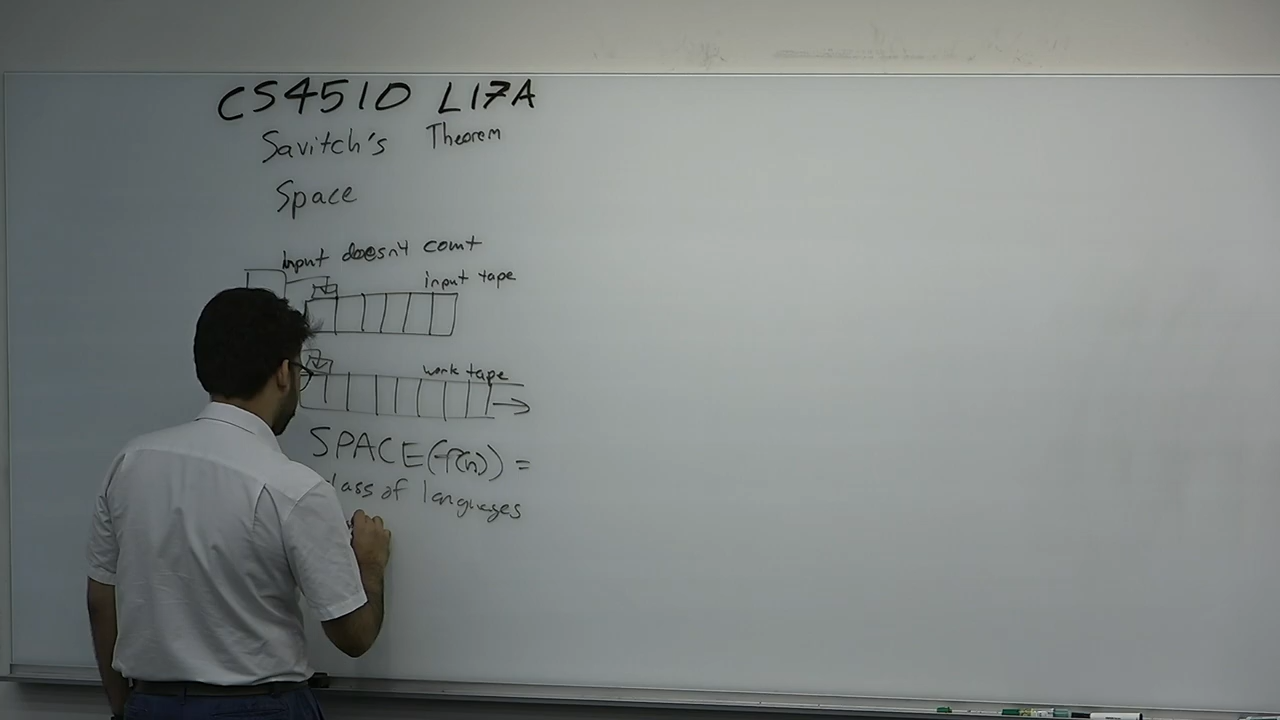 CS4510 L17A
Savitch's Theorem
Space
input doesn't count
input tape
work tape
SPACE(f(n)) =
class of languages